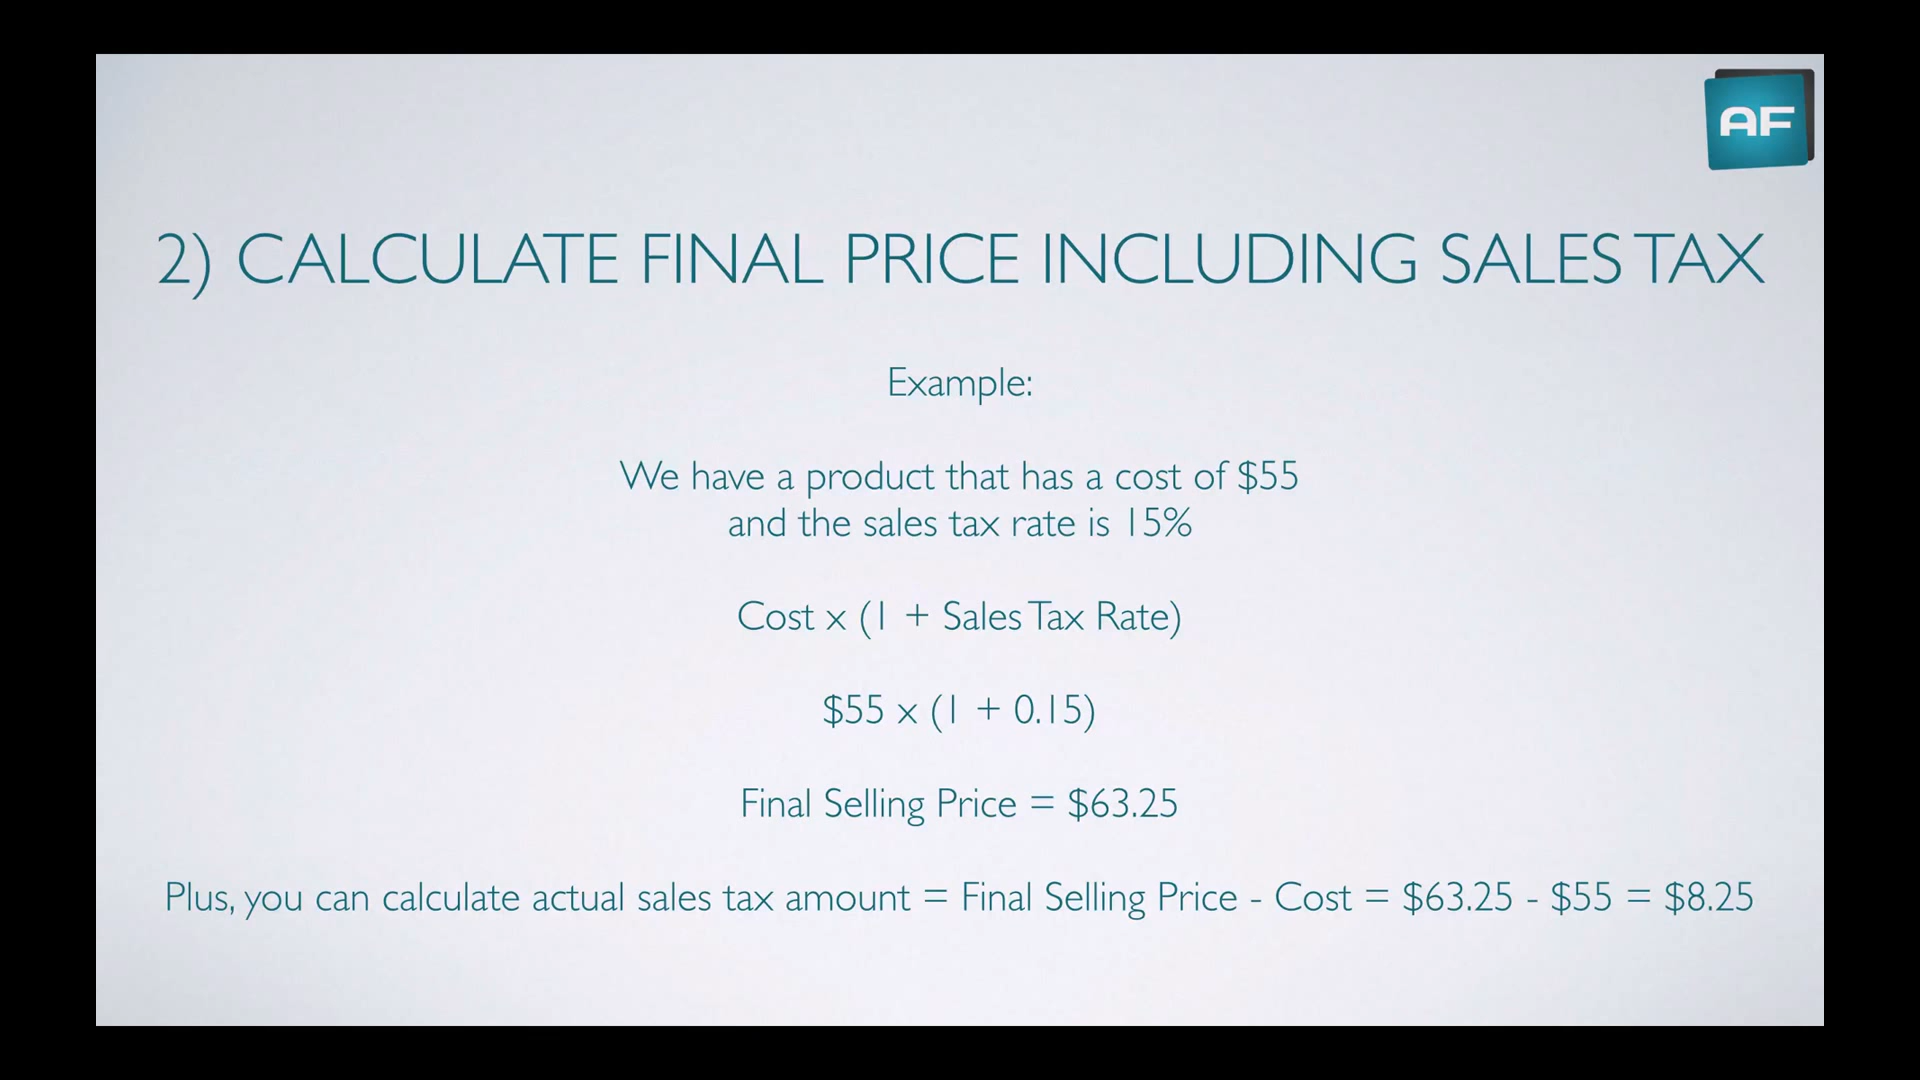 AF
2) CALCULATE FINAL PRICE INCLUDING SALES TAX
Example:
We have a product that has a cost of $55
and the sales tax rate is 15%
Cost x (1 + Sales Tax Rate)
$55 x (1 + 0.15)
Final Selling Price = $63.25
Plus, you can calculate actual sales tax amount = Final Selling Price - Cost = $63.25 - $55 = $8.25